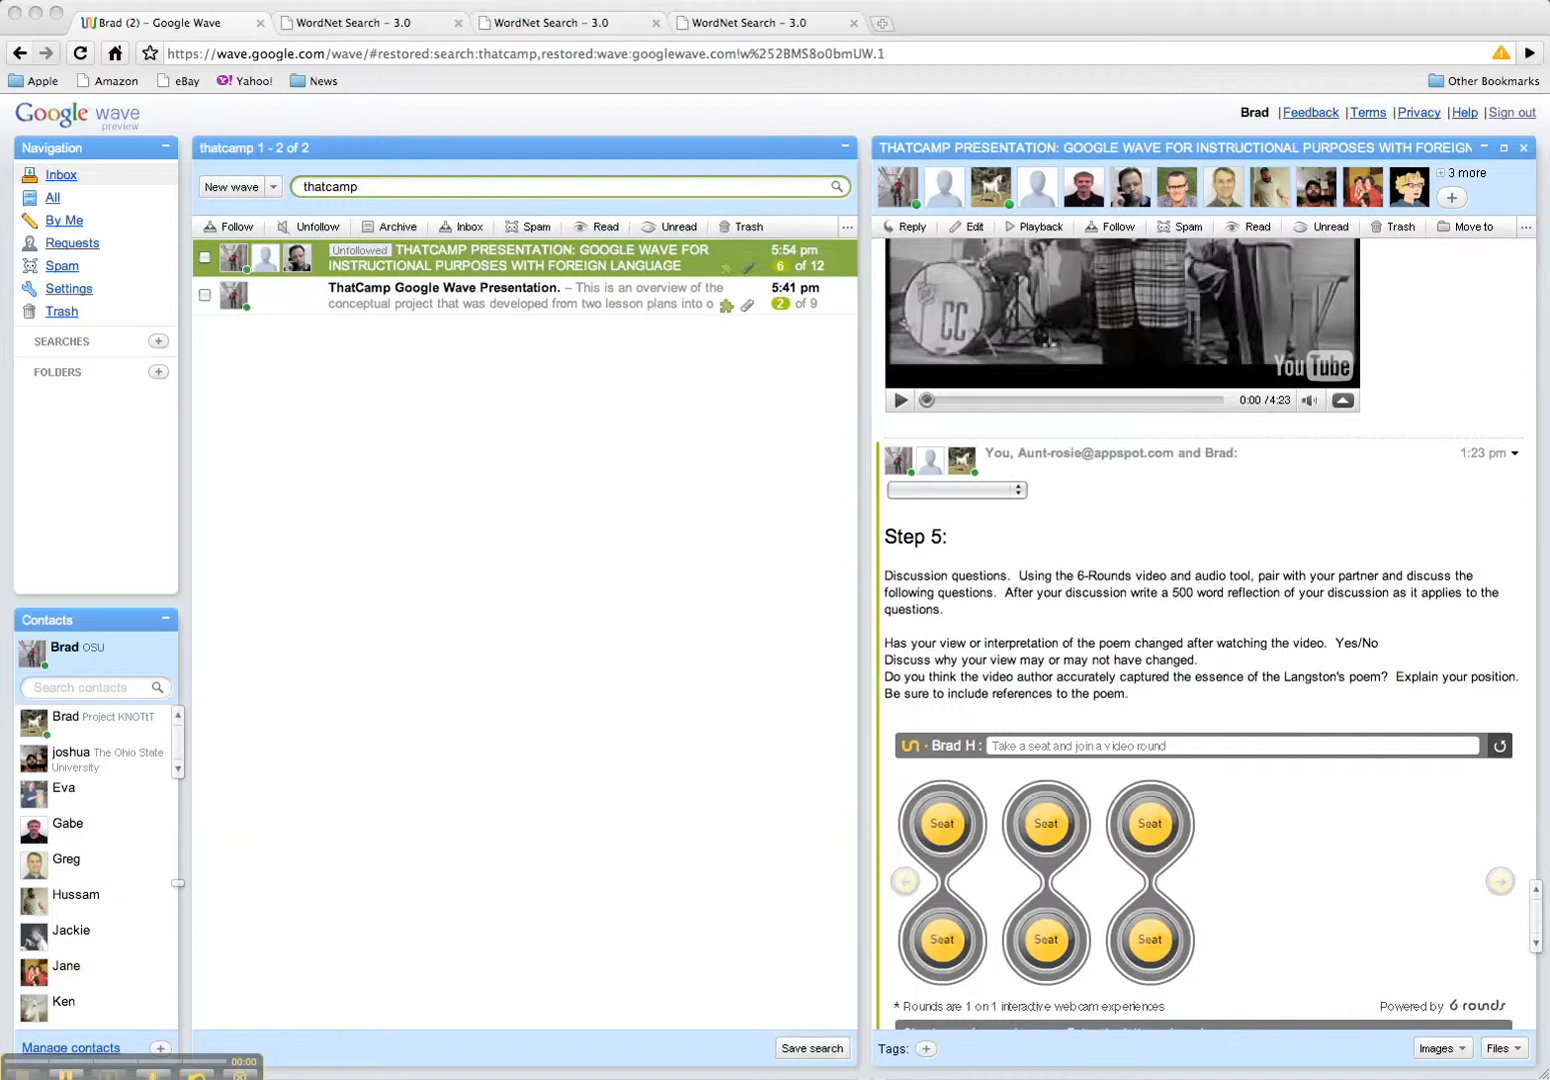 Brad (2) – Google Wave
WordNet Search – 3.0
WordNet Search – 3.0
WordNet Search – 3.0
https://wave.google.com/wave/#restored:search:thatcamp,restored:wave:googlewave.com!w%252BMS8o0bmUW.1
Apple
Amazon
eBay
Yahoo!
News
Other Bookmarks
Google wave
preview
Brad | Feedback | Terms | Privacy | Help | Sign out
Navigation
Inbox
All
By Me
Requests
Spam
Settings
Trash
SEARCHES
FOLDERS
Contacts
Brad OSU
Search contacts
Brad Project KNOTtT
joshua The Ohio State
University
Eva
Gabe
Greg
Hussam
Jackie
Jane
Ken
Manage contacts
00:00
thatcamp 1 - 2 of 2
New wave
thatcamp
Follow
Unfollow
Archive
Inbox
Spam
Read
Unread
Trash
Unfollowed THATCAMP PRESENTATION: GOOGLE WAVE FOR
INSTRUCTIONAL PURPOSES WITH FOREIGN LANGUAGE
5:54 pm
6 of 12
ThatCamp Google Wave Presentation. – This is an overview of the
conceptual project that was developed from two lesson plans into o
5:41 pm
2 of 9
Save search
THATCAMP PRESENTATION: GOOGLE WAVE FOR INSTRUCTIONAL PURPOSES WITH FOREIGN
3 more
Reply
Edit
Playback
Follow
Spam
Read
Unread
Trash
Move to
CC
YouTube
0:00 / 4:23
You, Aunt-rosie@appspot.com and Brad:
1:23 pm
Step 5:
Discussion questions. Using the 6-Rounds video and audio tool, pair with your partner and discuss the
following questions. After your discussion write a 500 word reflection of your discussion as it applies to the
questions.
Has your view or interpretation of the poem changed after watching the video. Yes/No
Discuss why your view may or may not have changed.
Do you think the video author accurately captured the essence of the Langston's poem? Explain your position.
Be sure to include references to the poem.
Brad H :
Take a seat and join a video round
Seat
Seat
Seat
Seat
Seat
Seat
* Rounds are 1 on 1 interactive webcam experiences
Powered by 6 rounds
Tags:
Images
Files